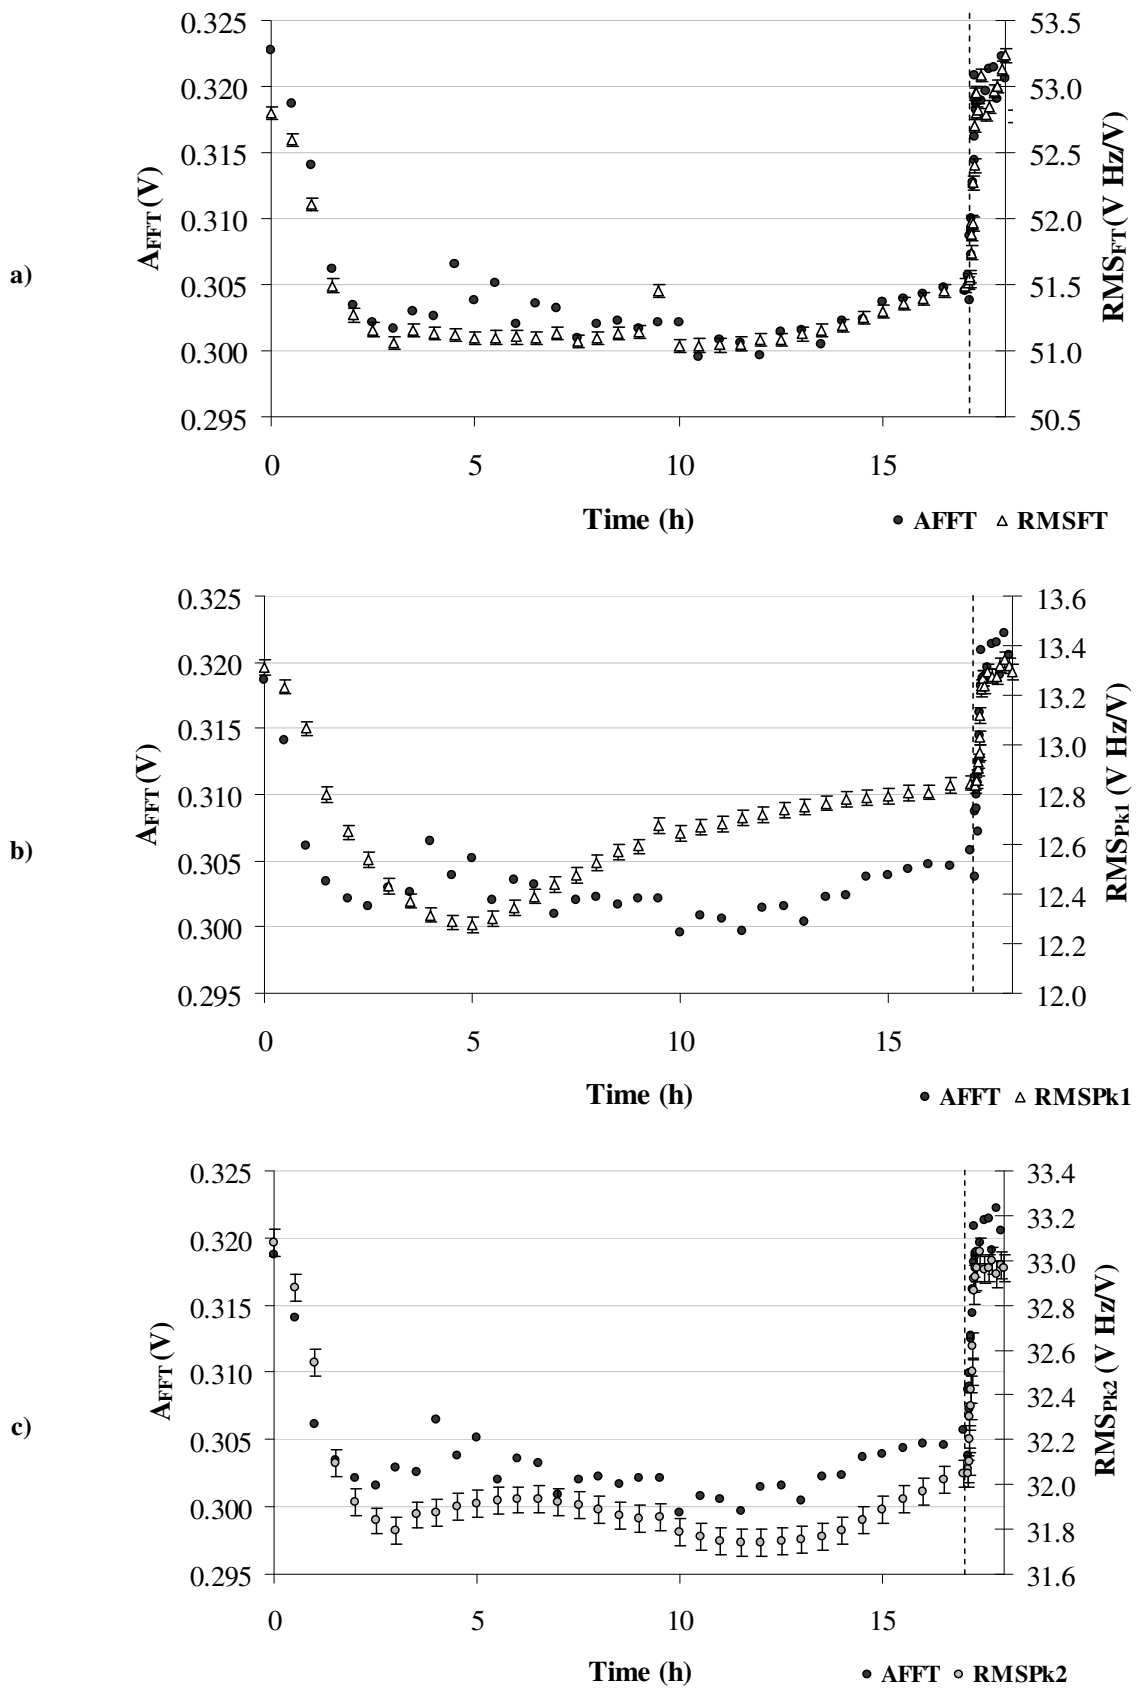 a)
0.325
0.320
0.315
0.310
0.305
0.300
0.295
AFFT (V)
53.5
53.0
52.5
52.0
51.5
51.0
50.5
RMSFT(V Hz/V)
0 5 10 15
Time (h)
AFFT RMSFT
b)
0.325
0.320
0.315
0.310
0.305
0.300
0.295
AFFT (V)
13.6
13.4
13.2
13.0
12.8
12.6
12.4
12.2
12.0
RMSPk1 (V Hz/V)
0 5 10 15
Time (h)
AFFT RMSPk1
c)
0.325
0.320
0.315
0.310
0.305
0.300
0.295
AFFT (V)
33.4
33.2
33.0
32.8
32.6
32.4
32.2
32.0
31.8
31.6
RMSPk2 (V Hz/V)
0 5 10 15
Time (h)
AFFT RMSPk2